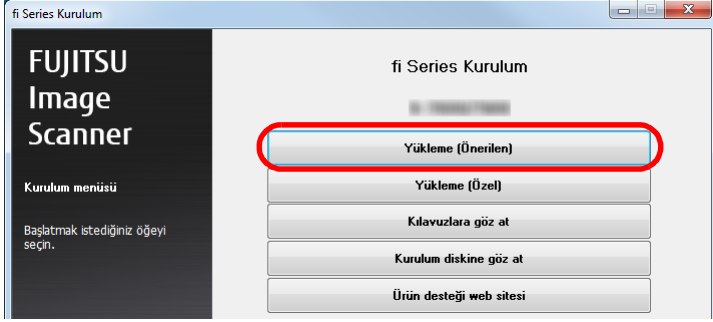 fi Series Kurulum
FUJITSU
Image
Scanner
Kurulum menüsü
Başlatmak istediğiniz öğeyi
seçin.
fi Series Kurulum
Yükleme (Önerilen)
Yükleme (Özel)
Kılavuzlara göz at
Kurulum diskine göz at
Ürün desteği web sitesi